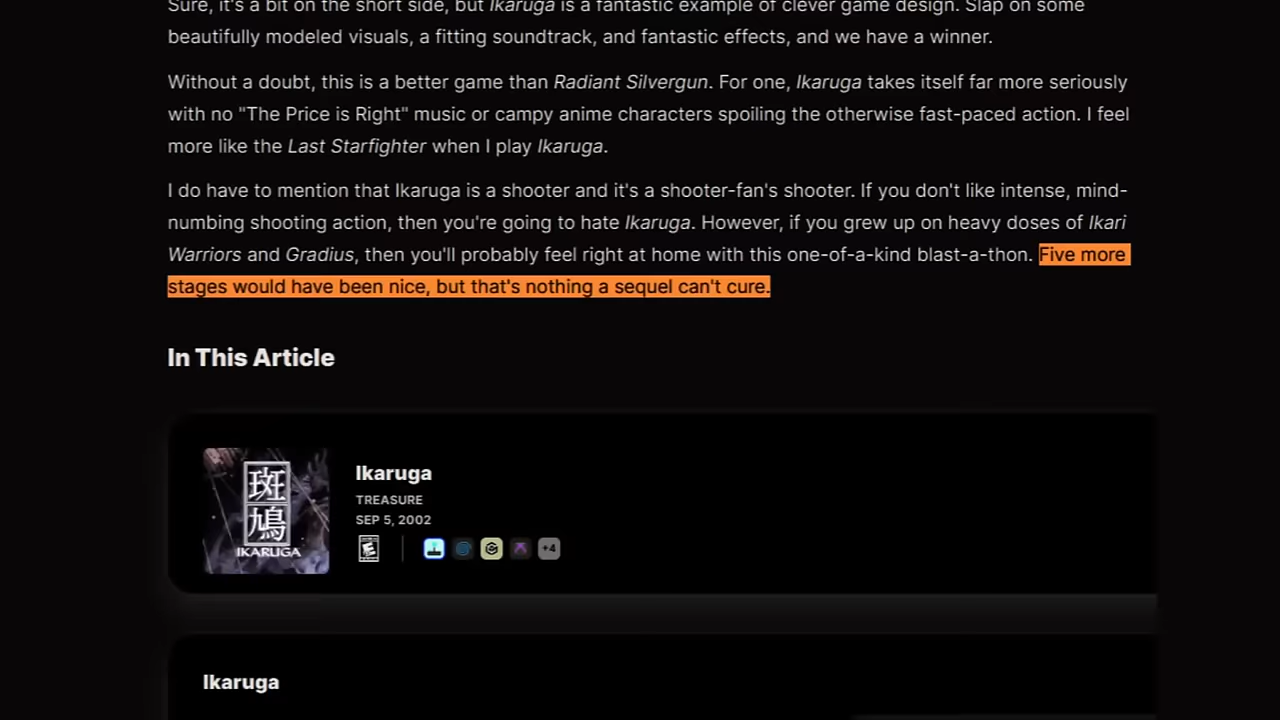 Sure, it's a bit on the short side, but Ikaruga is a fantastic example of clever game design. Slap on some
beautifully modeled visuals, a fitting soundtrack, and fantastic effects, and we have a winner.
Without a doubt, this is a better game than Radiant Silvergun. For one, Ikaruga takes itself far more seriously
with no "The Price is Right" music or campy anime characters spoiling the otherwise fast-paced action. I feel
more like the Last Starfighter when I play Ikaruga.
I do have to mention that Ikaruga is a shooter and it's a shooter-fan's shooter. If you don't like intense, mind-
numbing shooting action, then you're going to hate Ikaruga. However, if you grew up on heavy doses of Ikari
Warriors and Gradius, then you'll probably feel right at home with this one-of-a-kind blast-a-thon. Five more
stages would have been nice, but that's nothing a sequel can't cure.
In This Article
斑
鳩
IKARUGA
Ikaruga
TREASURE
SEP 5, 2002
E
+4
Ikaruga